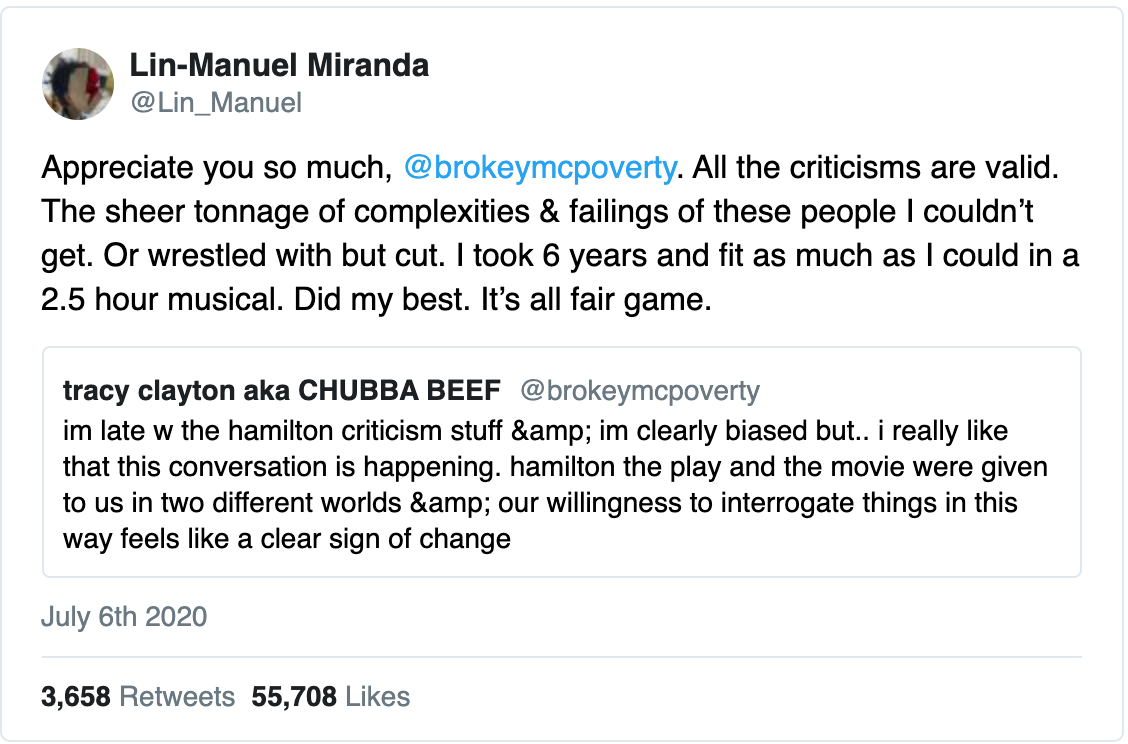 Lin-Manuel Miranda
@Lin_Manuel
Appreciate you so much, @brokeymcpoverty. All the criticisms are valid.
The sheer tonnage of complexities & failings of these people I couldn’t
get. Or wrestled with but cut. I took 6 years and fit as much as I could in a
2.5 hour musical. Did my best. It’s all fair game.
tracy clayton aka CHUBBA BEEF @brokeymcpoverty
im late w the hamilton criticism stuff &amp; im clearly biased but.. i really like
that this conversation is happening. hamilton the play and the movie were given
to us in two different worlds &amp; our willingness to interrogate things in this
way feels like a clear sign of change
July 6th 2020
3,658 Retweets 55,708 Likes